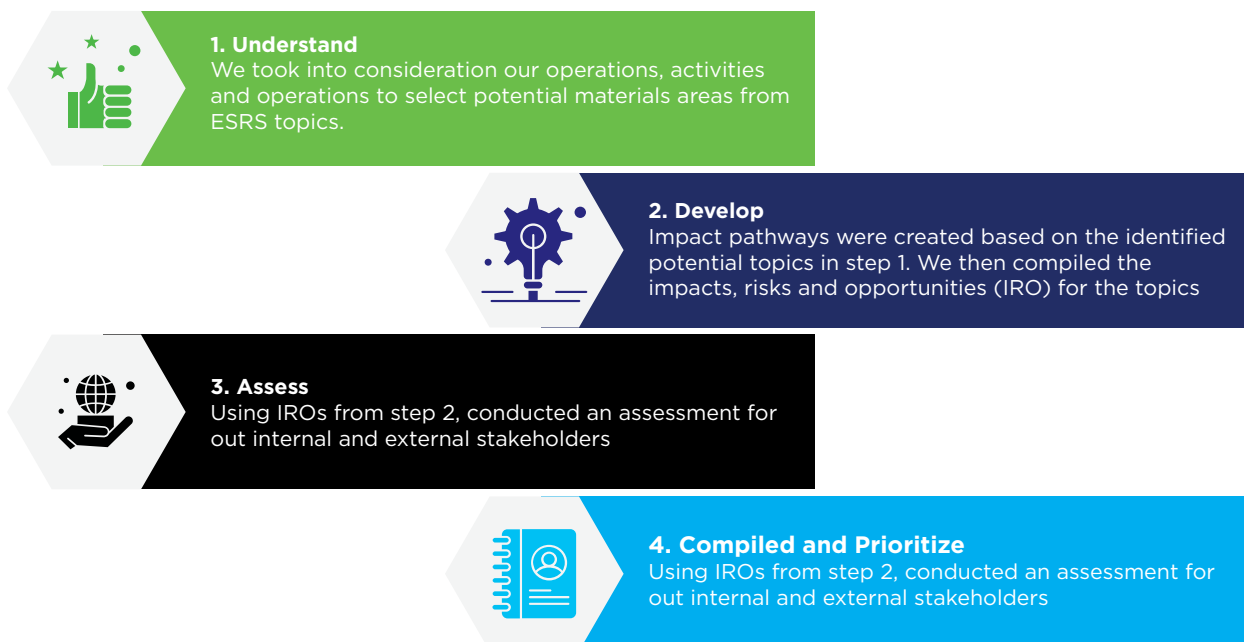 1. Understand
We took into consideration our operations, activities
and operations to select potential materials areas from
ESRS topics.
2. Develop
Impact pathways were created based on the identified
potential topics in step 1. We then compiled the
impacts, risks and opportunities (IRO) for the topics
3. Assess
Using IROs from step 2, conducted an assessment for
out internal and external stakeholders
4. Compiled and Prioritize
Using IROs from step 2, conducted an assessment for
out internal and external stakeholders